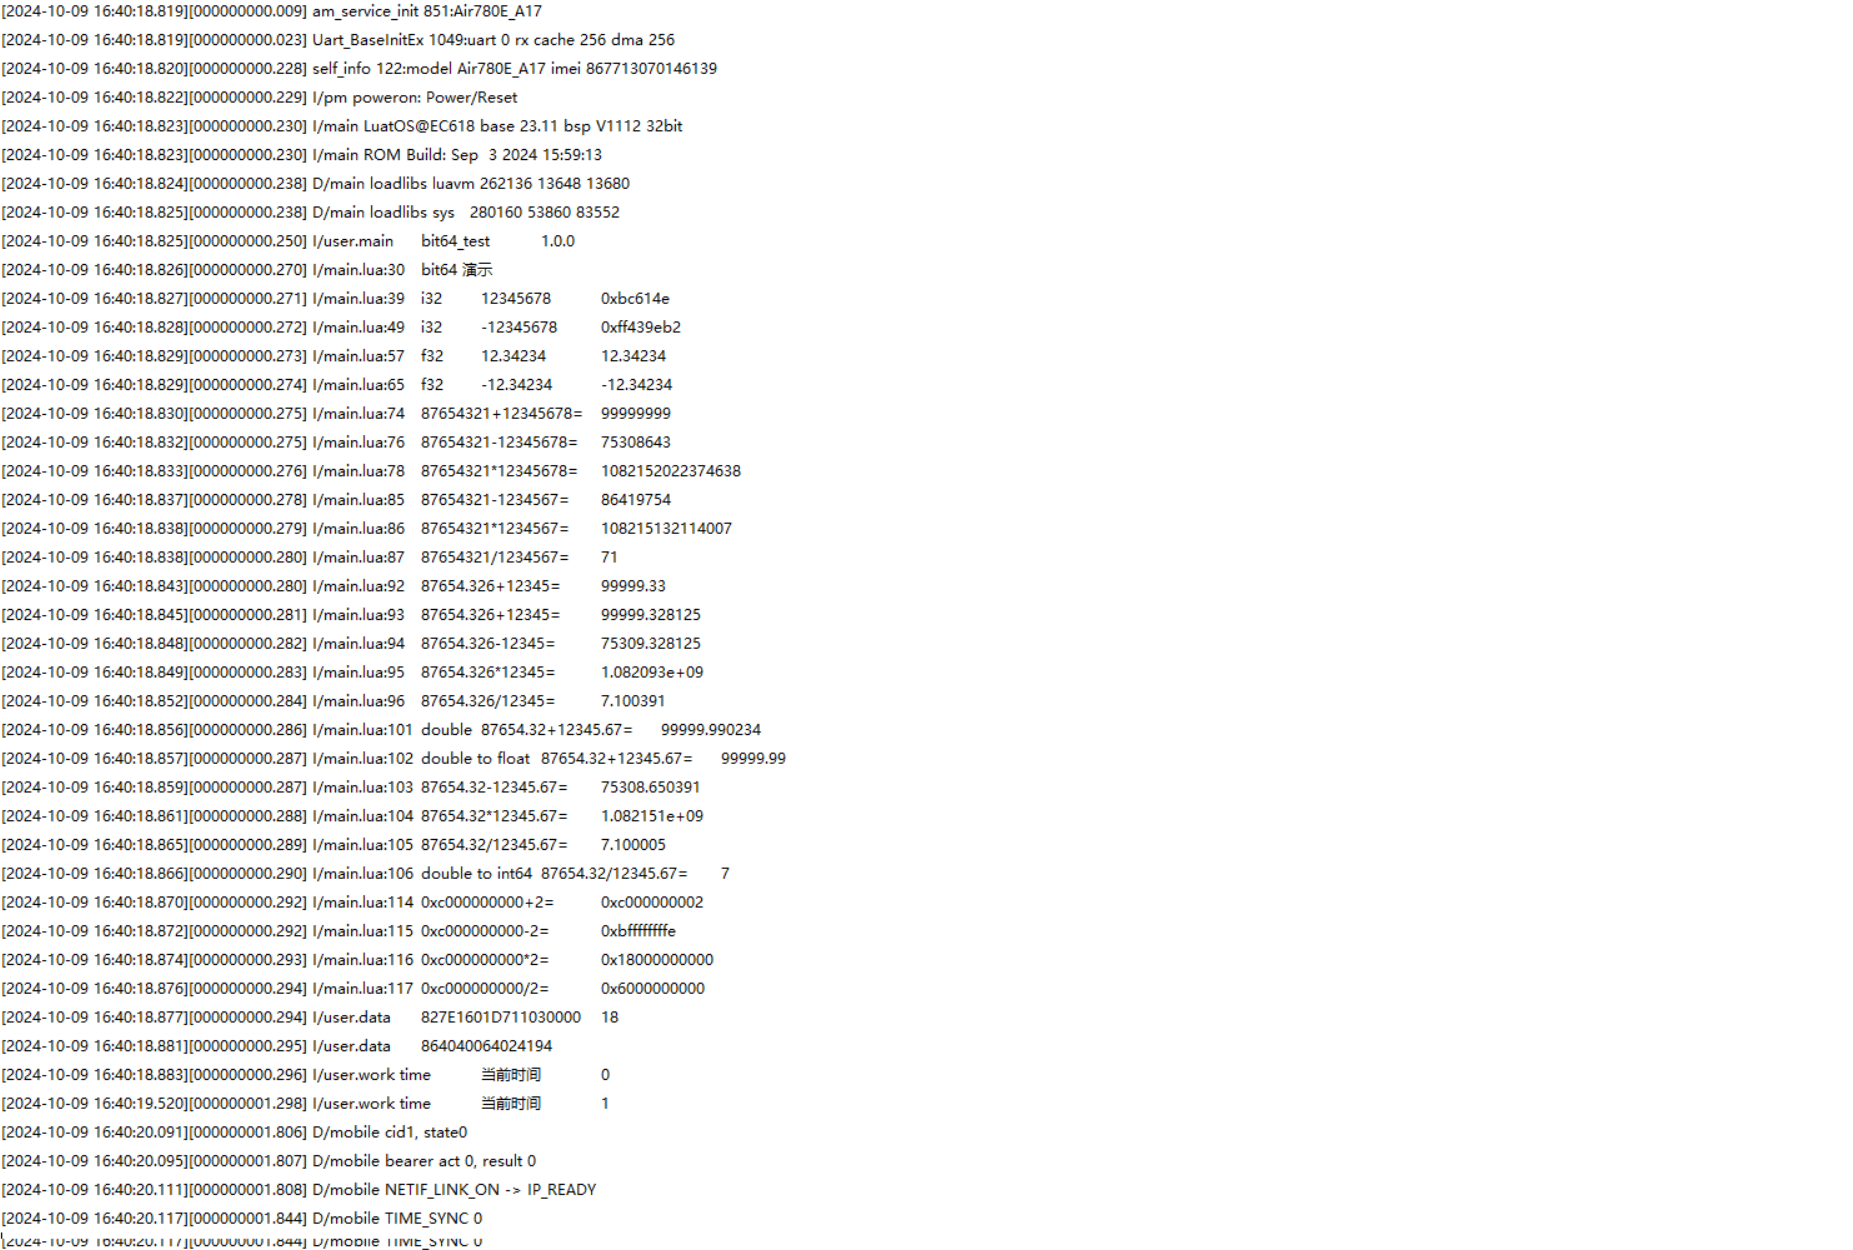 [2024-10-09 16:40:18.819][000000000.009] am_service_init 851:Air780E_A17
[2024-10-09 16:40:18.819][000000000.023] Uart_BaseInitEx 1049:uart 0 rx cache 256 dma 256
[2024-10-09 16:40:18.820][000000000.228] self_info 122:model Air780E_A17 imei 867713070146139
[2024-10-09 16:40:18.822][000000000.229] I/pm poweron: Power/Reset
[2024-10-09 16:40:18.823][000000000.230] I/main LuatOS@EC618 base 23.11 bsp V1112 32bit
[2024-10-09 16:40:18.823][000000000.230] I/main ROM Build: Sep  3 2024 15:59:13
[2024-10-09 16:40:18.824][000000000.238] D/main loadlibs luavm 262136 13648 13680
[2024-10-09 16:40:18.825][000000000.238] D/main loadlibs sys   280160 53860 83552
[2024-10-09 16:40:18.825][000000000.250] I/user.main	bit64_test	1.0.0
[2024-10-09 16:40:18.826][000000000.270] I/main.lua:30	bit64 演示
[2024-10-09 16:40:18.827][000000000.271] I/main.lua:39	i32	12345678	0xbc614e
[2024-10-09 16:40:18.828][000000000.272] I/main.lua:49	i32	-12345678	0xff439eb2
[2024-10-09 16:40:18.829][000000000.273] I/main.lua:57	f32	12.34234	12.34234
[2024-10-09 16:40:18.829][000000000.274] I/main.lua:65	f32	-12.34234	-12.34234
[2024-10-09 16:40:18.830][000000000.275] I/main.lua:74	87654321+12345678=	99999999
[2024-10-09 16:40:18.832][000000000.275] I/main.lua:76	87654321-12345678=	75308643
[2024-10-09 16:40:18.833][000000000.276] I/main.lua:78	87654321*12345678=	1082152022374638
[2024-10-09 16:40:18.837][000000000.278] I/main.lua:85	87654321-1234567=	86419754
[2024-10-09 16:40:18.838][000000000.279] I/main.lua:86	87654321*1234567=	108215132114007
[2024-10-09 16:40:18.838][000000000.280] I/main.lua:87	87654321/1234567=	71
[2024-10-09 16:40:18.843][000000000.280] I/main.lua:92	87654.326+12345=	99999.33
[2024-10-09 16:40:18.845][000000000.281] I/main.lua:93	87654.326+12345=	99999.328125
[2024-10-09 16:40:18.848][000000000.282] I/main.lua:94	87654.326-12345=	75309.328125
[2024-10-09 16:40:18.849][000000000.283] I/main.lua:95	87654.326*12345=	1.082093e+09
[2024-10-09 16:40:18.852][000000000.284] I/main.lua:96	87654.326/12345=	7.100391
[2024-10-09 16:40:18.856][000000000.286] I/main.lua:101	double	87654.32+12345.67=	99999.990234
[2024-10-09 16:40:18.857][000000000.287] I/main.lua:102	double to float	87654.32+12345.67=	99999.99
[2024-10-09 16:40:18.859][000000000.287] I/main.lua:103	87654.32-12345.67=	75308.650391
[2024-10-09 16:40:18.861][000000000.288] I/main.lua:104	87654.32*12345.67=	1.082151e+09
[2024-10-09 16:40:18.865][000000000.289] I/main.lua:105	87654.32/12345.67=	7.100005
[2024-10-09 16:40:18.866][000000000.290] I/main.lua:106	double to int64	87654.32/12345.67=	7
[2024-10-09 16:40:18.870][000000000.292] I/main.lua:114	0xc000000000+2=	0xc000000002
[2024-10-09 16:40:18.872][000000000.292] I/main.lua:115	0xc000000000-2=	0xbffffffffe
[2024-10-09 16:40:18.874][000000000.293] I/main.lua:116	0xc000000000*2=	0x18000000000
[2024-10-09 16:40:18.876][000000000.294] I/main.lua:117	0xc000000000/2=	0x6000000000
[2024-10-09 16:40:18.877][000000000.294] I/user.data	827E1601D711030000	18
[2024-10-09 16:40:18.881][000000000.295] I/user.data	864040064024194
[2024-10-09 16:40:18.883][000000000.296] I/user.work time	当前时间	0
[2024-10-09 16:40:19.520][000000001.298] I/user.work time	当前时间	1
[2024-10-09 16:40:20.091][000000001.806] D/mobile cid1, state0
[2024-10-09 16:40:20.095][000000001.807] D/mobile bearer act 0, result 0
[2024-10-09 16:40:20.111][000000001.808] D/mobile NETIF_LINK_ON -> IP_READY
[2024-10-09 16:40:20.117][000000001.844] D/mobile TIME_SYNC 0
[2024-10-09 16:40:20.117][000000001.844] D/mobile TIME_SYNC 0